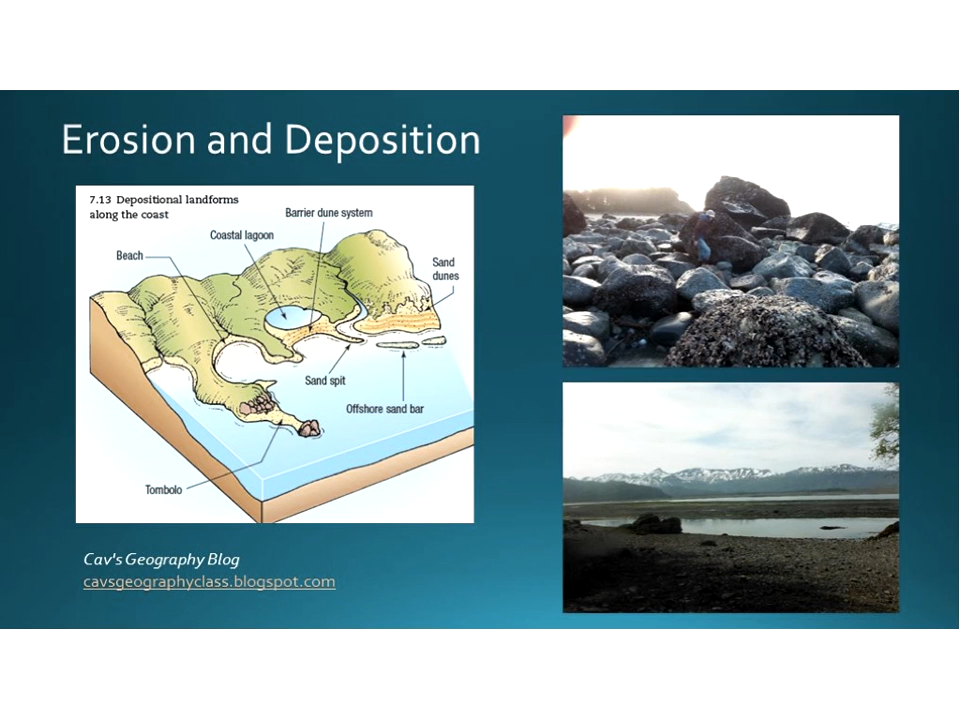 Erosion and Deposition
7.13 Depositional landforms
along the coast
Barrier dune system
Coastal lagoon
Beach
Sand
dunes
Sand spit
Offshore sand bar
Tombolo
Cav's Geography Blog
cavsgeographyclass.blogspot.com